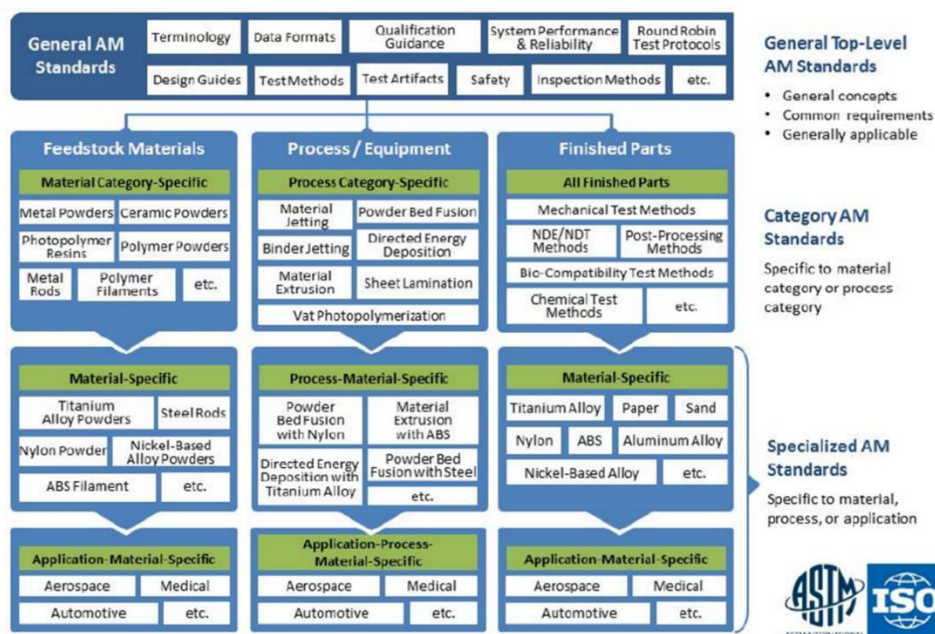 General AM
Standards
Terminology
Data Formats
Qualification
Guidance
System Performance
& Reliability
Round Robin
Test Protocols
Design Guides
Test Methods
Test Artifacts
Safety
Inspection Methods
etc.
General Top-Level
AM Standards
• General concepts
• Common requirements
• Generally applicable
Feedstock Materials
Material Category-Specific
Metal Powders
Ceramic Powders
Photopolymer
Resins
Polymer Powders
Metal
Rods
Polymer
Filaments
etc.
Process / Equipment
Process Category-Specific
Material
Jetting
Powder Bed Fusion
Binder Jetting
Directed Energy
Deposition
Material
Extrusion
Sheet Lamination
Vat Photopolymerization
Finished Parts
All Finished Parts
Mechanical Test Methods
NDE/NDT
Methods
Post-Processing
Methods
Bio-Compatibility Test Methods
Chemical Test
Methods
etc.
Category AM
Standards
Specific to material
category or process
category
Material-Specific
Titanium
Alloy Powders
Steel Rods
Nylon Powder
Nickel-Based
Alloy Powders
ABS Filament
etc.
Process-Material-Specific
Powder
Bed Fusion
with Nylon
Material
Extrusion
with ABS
Directed Energy
Deposition with
Titanium Alloy
Powder Bed
Fusion with Steel
etc.
Material-Specific
Titanium Alloy
Paper
Sand
Nylon
ABS
Aluminum Alloy
Nickel-Based Alloy
etc.
Specialized AM
Standards
Specific to material,
process, or application
Application-Material-Specific
Aerospace
Medical
Automotive
etc.
Application-Process-
Material-Specific
Aerospace
Medical
Automotive
etc.
Application-Material-Specific
Aerospace
Medical
Automotive
etc.
ASTM
ISO